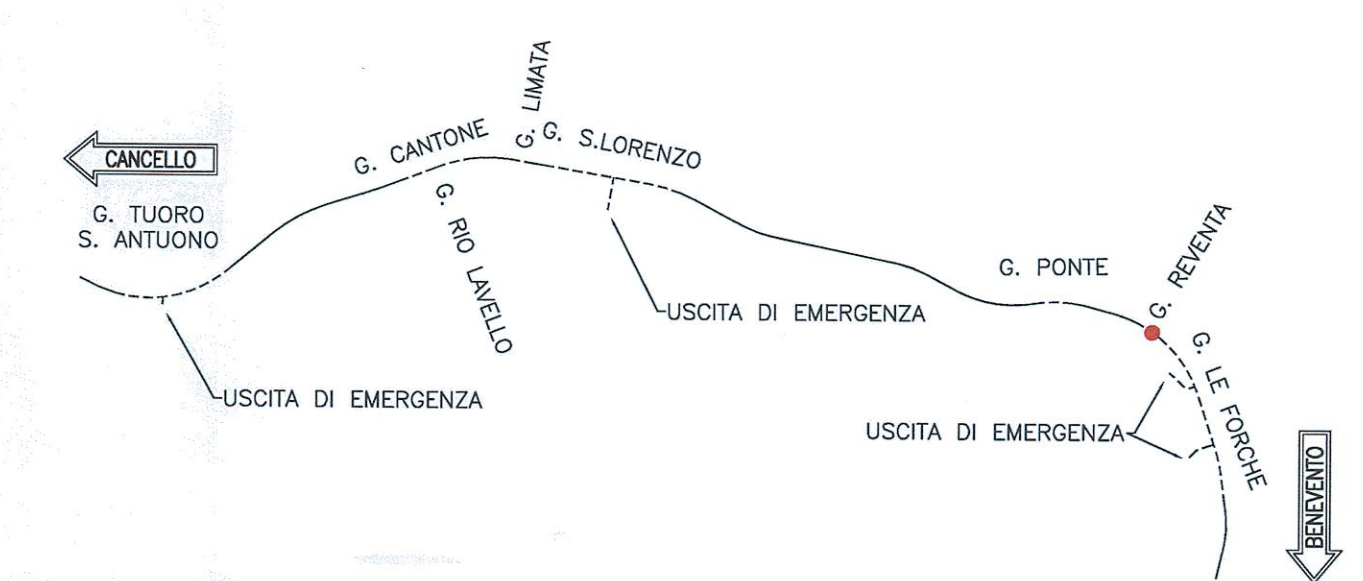 CANCELLO
G. TUORO
S. ANTUONO
G. CANTONE
G. RIO LAVELLO
G. LIMATA
G. S.LORENZO
USCITA DI EMERGENZA
USCITA DI EMERGENZA
G. PONTE
G. REVENTA
G. LE FORCHE
USCITA DI EMERGENZA
BENEVENTO